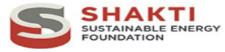 SHAKTI
SUSTAINABLE ENERGY
FOUNDATION